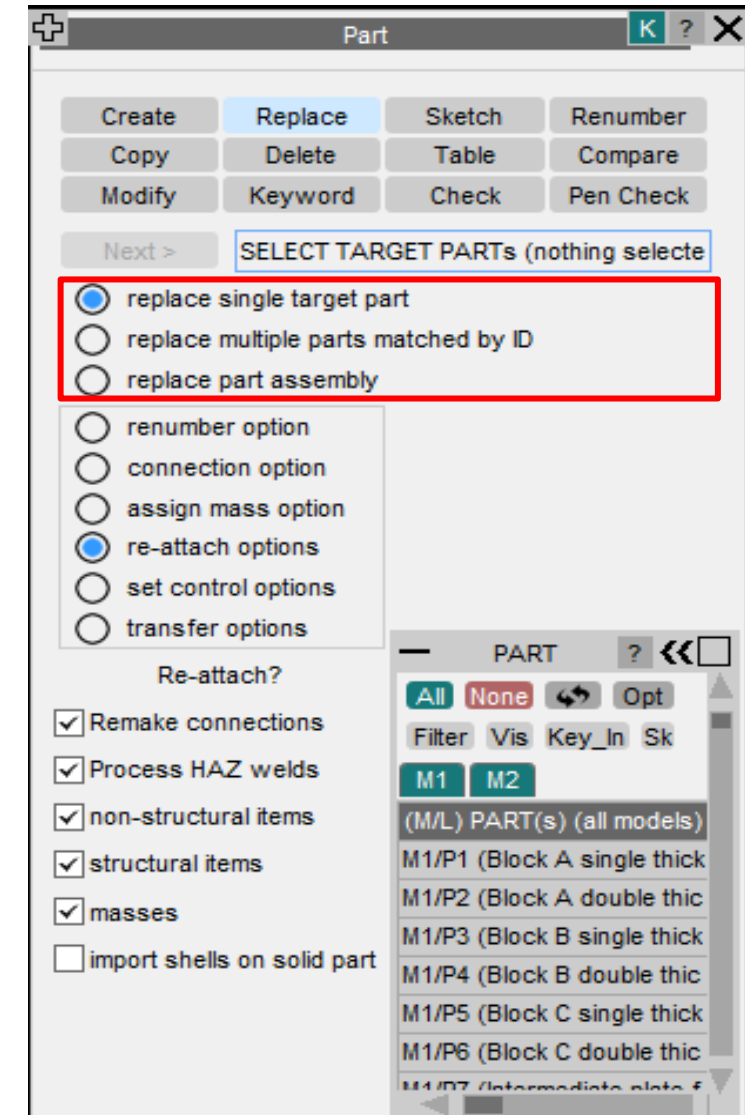 Part K ?
Create Replace Sketch Renumber
Copy Delete Table Compare
Modify Keyword Check Pen Check
Next > SELECT TARGET PARTs (nothing selecte
replace single target part
replace multiple parts matched by ID
replace part assembly
renumber option
connection option
assign mass option
re-attach options
set control options
transfer options
Re-attach?
Remake connections
Process HAZ welds
non-structural items
structural items
masses
import shells on solid part
PART ?
All None Opt
Filter Vis Key_In Sk
M1 M2
(M/L) PART(s) (all models)
M1/P1 (Block A single thick
M1/P2 (Block A double thic
M1/P3 (Block B single thick
M1/P4 (Block B double thic
M1/P5 (Block C single thick
M1/P6 (Block C double thic
M1/P7 (Intermediate plate f